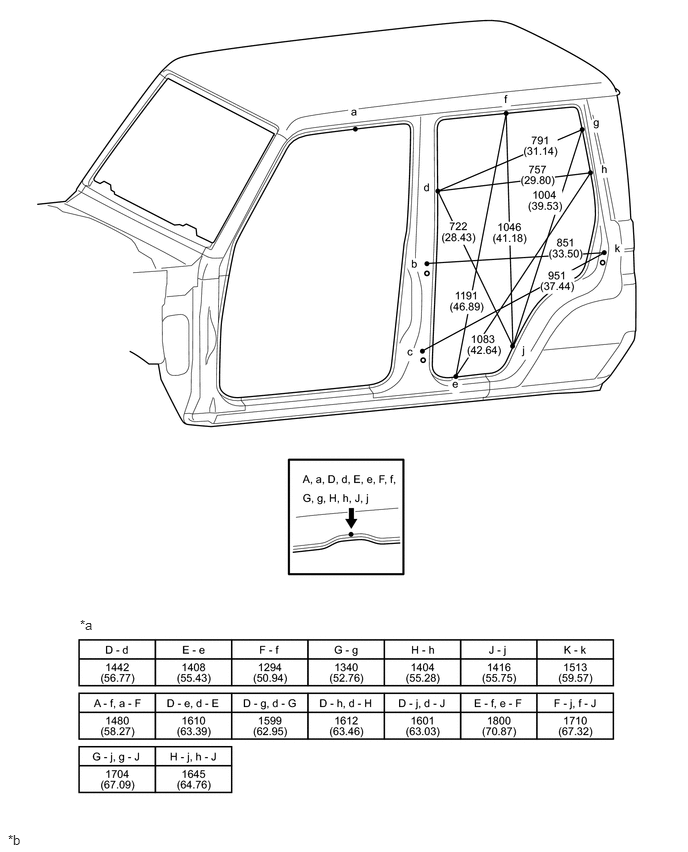 a
f
g
791
(31.14)
757
(29.80)
h
d
1004
(39.53)
722
(28.43)
1046
(41.18)
851
(33.50)
k
b
951
(37.44)
1191
(46.89)
1083
(42.64)
j
c
e
A, a, D, d, E, e, F, f,
G, g, H, h, J, j
*a
D - d E - e F - f G - g H - h J - j K - k
1442 1408 1294 1340 1404 1416 1513
(56.77) (55.43) (50.94) (52.76) (55.28) (55.75) (59.57)
A - f, a - F D - e, d - E D - g, d - G D - h, d - H D - j, d - J E - f, e - F F - j, f - J
1480 1610 1599 1612 1601 1800 1710
(58.27) (63.39) (62.95) (63.46) (63.03) (70.87) (67.32)
G - j, g - J H - j, h - J
1704 1645
(67.09) (64.76)
*b